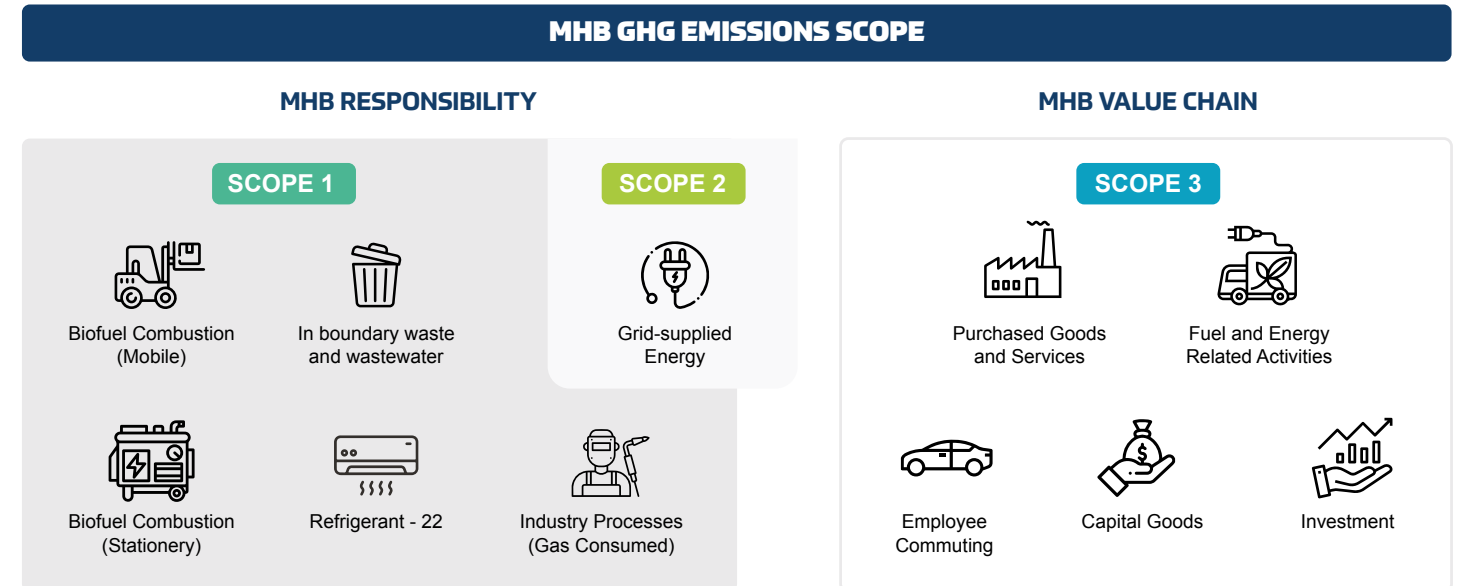 MHB GHG EMISSIONS SCOPE
MHB RESPONSIBILITY
SCOPE 1
Biofuel Combustion
(Mobile)
In boundary waste
and wastewater
SCOPE 2
Grid-supplied
Energy
Biofuel Combustion
(Stationery)
Refrigerant - 22
Industry Processes
(Gas Consumed)
MHB VALUE CHAIN
SCOPE 3
Purchased Goods
and Services
Fuel and Energy
Related Activities
Employee
Commuting
Capital Goods
Investment